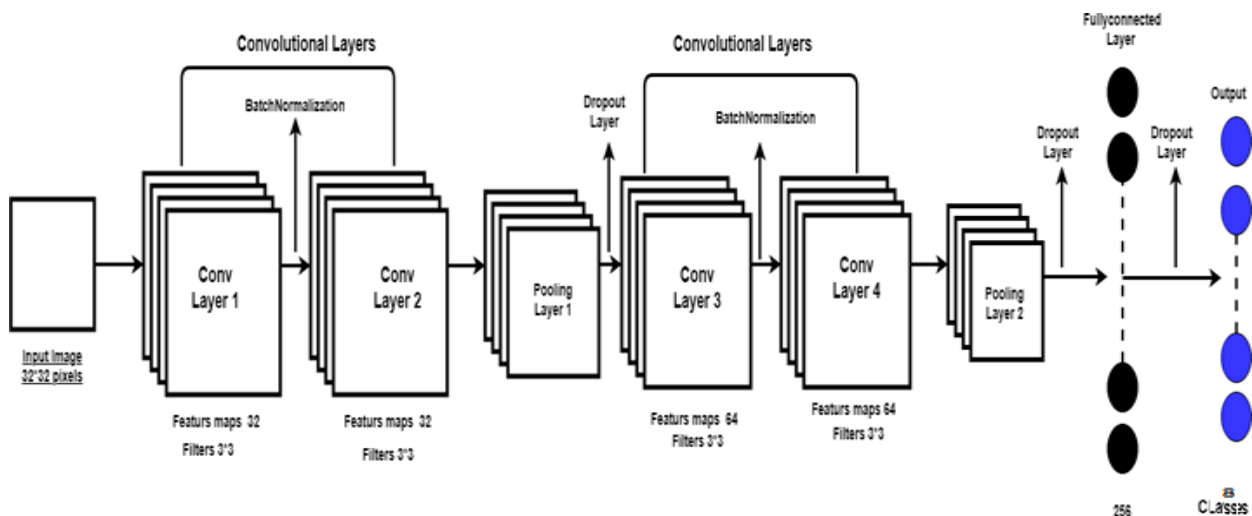 Convolutional Layers
BatchNormalization
Conv
Layer 1
Conv
Layer 2
Input Image
32*32 pixels
Featurs maps 32
Filters 3*3
Featurs maps 32
Filters 3*3
Pooling
Layer 1
Dropout
Layer
Convolutional Layers
BatchNormalization
Conv
Layer 3
Conv
Layer 4
Featurs maps 64
Filters 3*3
Featurs maps 64
Filters 3*3
Pooling
Layer 2
Dropout
Layer
Fullyconnected
Layer
256
Dropout
Layer
Output
8
CLasses